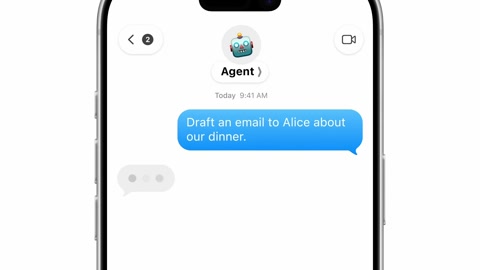 2
Agent
Today 9:41 AM
Draft an email to Alice about
our dinner.